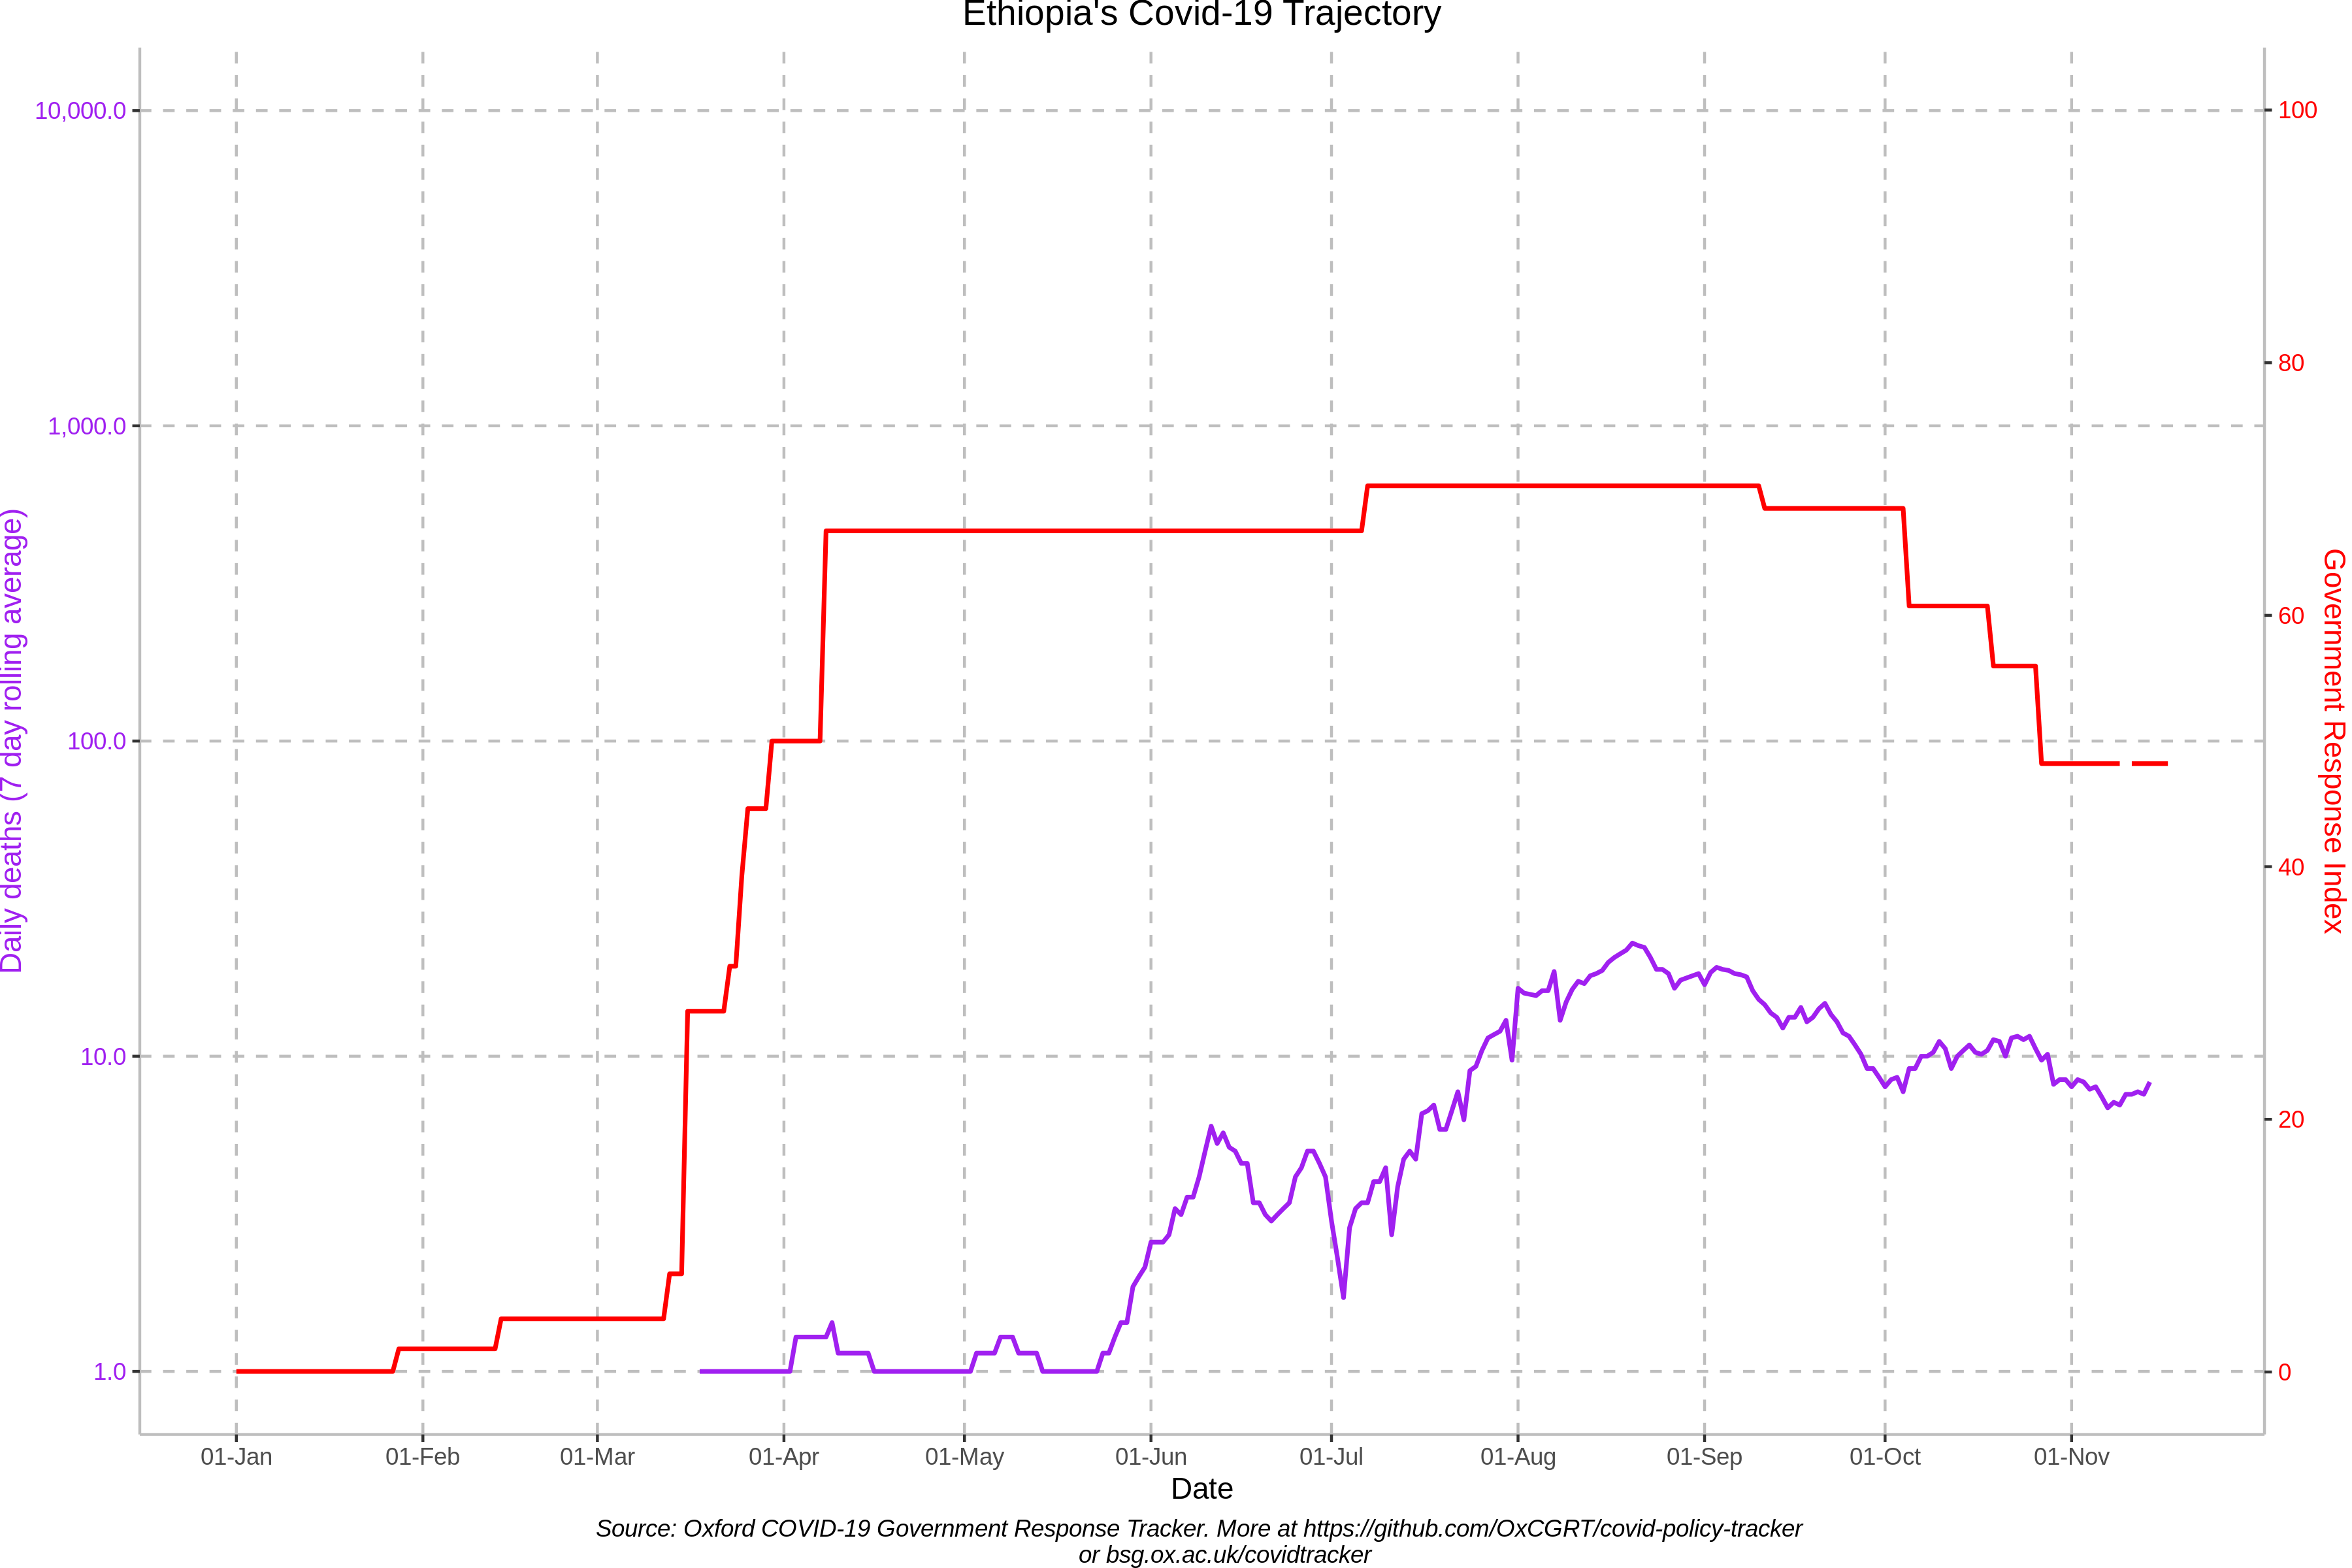 Ethiopia's Covid-19 Trajectory
10,000.0
1,000.0
100.0
10.0
1.0
Daily deaths (7 day rolling average)
100
80
60
40
20
0
Government Response Index
01-Jan
01-Feb
01-Mar
01-Apr
01-May
01-Jun
01-Jul
01-Aug
01-Sep
01-Oct
01-Nov
Date
Source: Oxford COVID-19 Government Response Tracker. More at https://github.com/OxCGRT/covid-policy-tracker
or bsg.ox.ac.uk/covidtracker